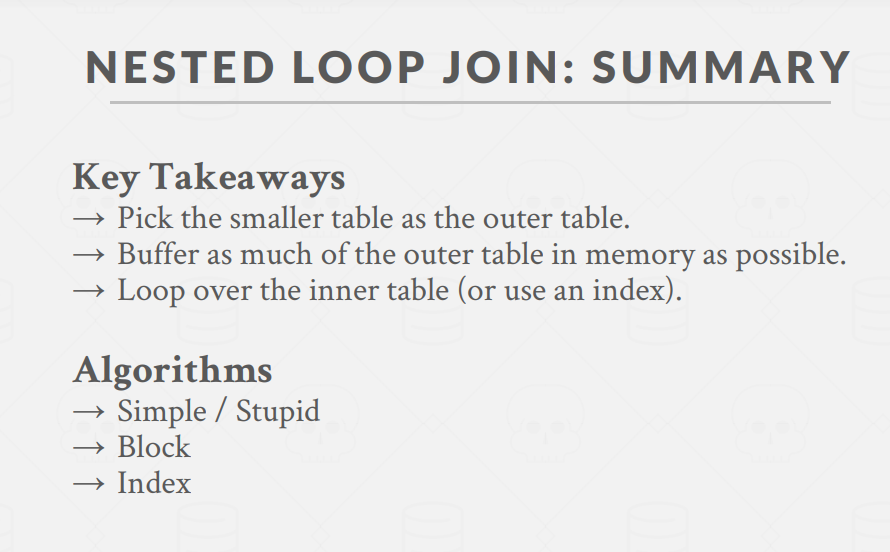 NESTED LOOP JOIN: SUMMARY
Key Takeaways
→ Pick the smaller table as the outer table.
→ Buffer as much of the outer table in memory as possible.
→ Loop over the inner table (or use an index).
Algorithms
→ Simple / Stupid
→ Block
→ Index